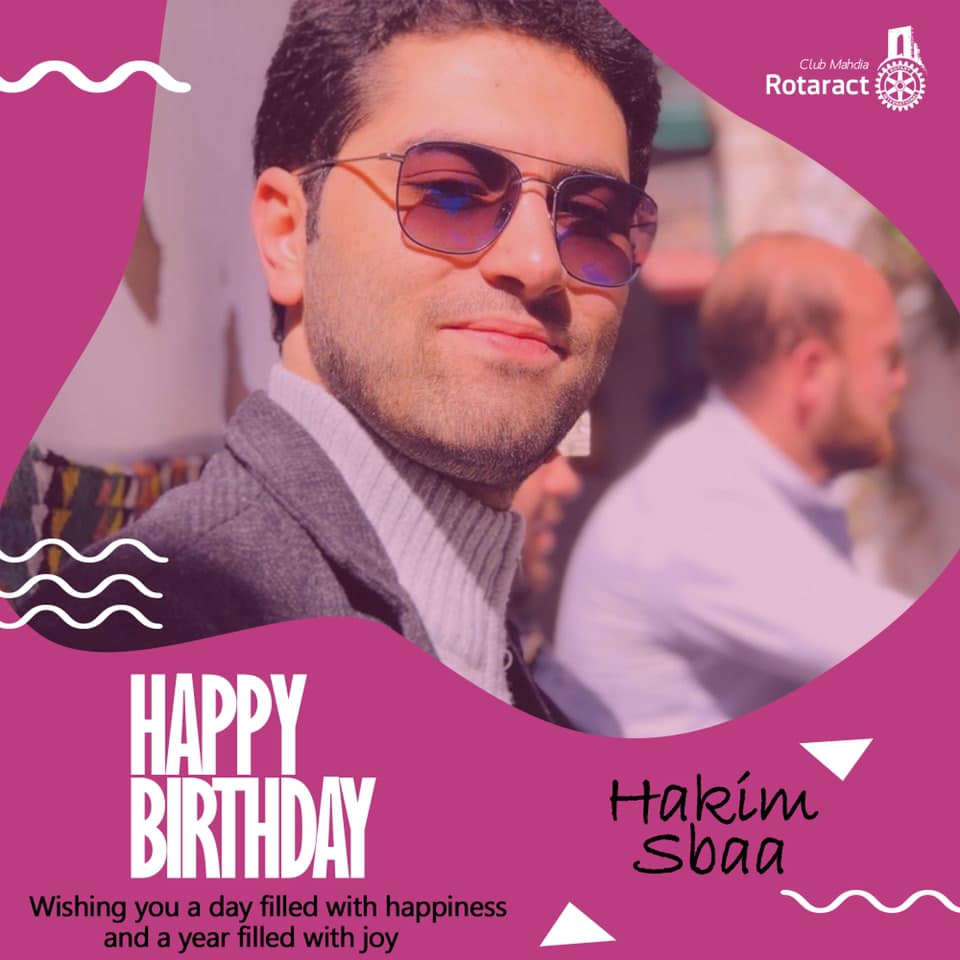 Club Mahdia
Rotaract
HAPPY
BIRTHDAY
Hakim
Sbaa
Wishing you a day filled with happiness
and a year filled with joy